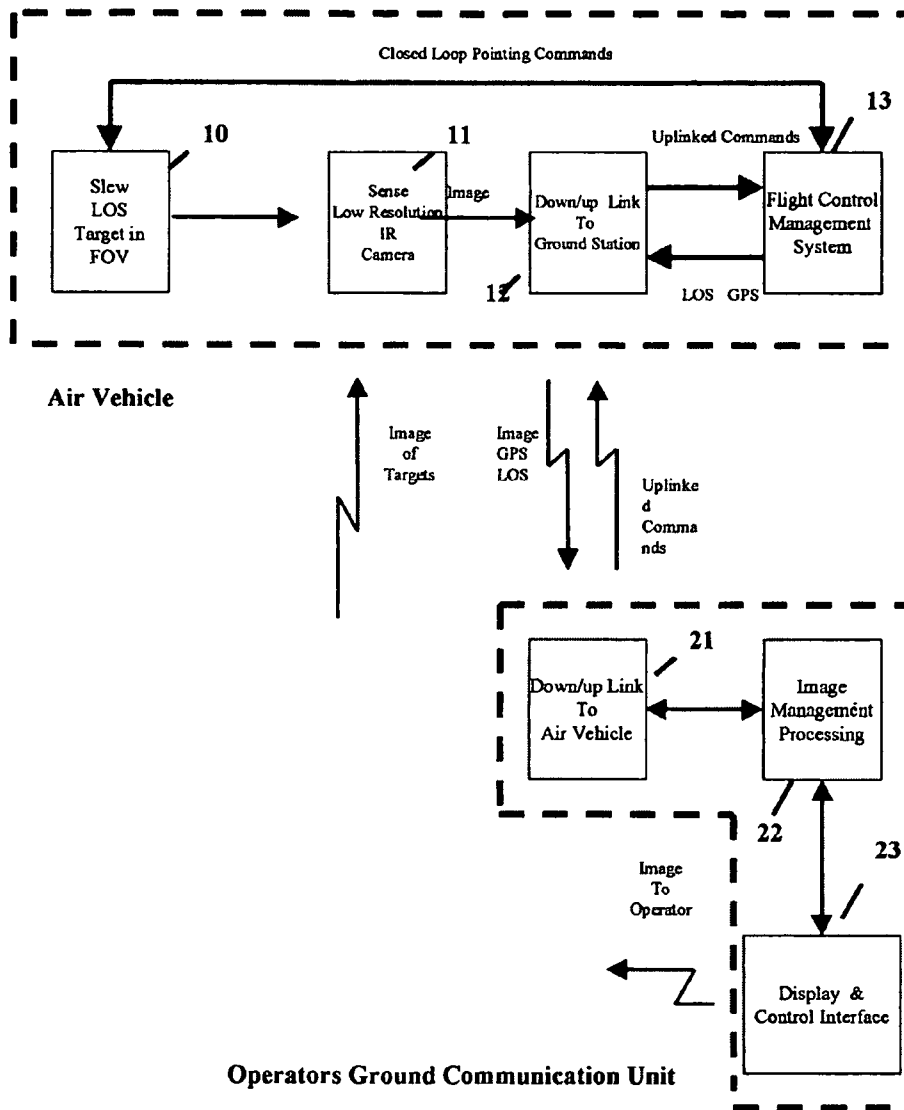 Closed Loop Pointing Commands
10
11
13
Uplinked Commands
Slew
LOS
Target in
FOV
Sense
Low Resolution
IR
Camera
Image
Down/up Link
To
Ground Station
Flight Control
Management
System
12
LOS GPS
Air Vehicle
Image
of
Targets
Image
GPS
LOS
Uplinke
d
Comma
nds
21
Down/up Link
To
Air Vehicle
Image
Management
Processing
22
23
Image
To
Operator
Display &
Control Interface
Operators Ground Communication Unit